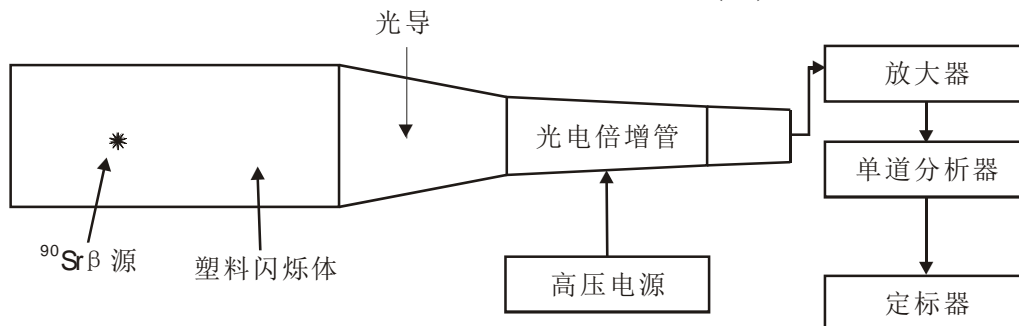 光导
放大器
光电倍增管
单道分析器
⁹⁰Srβ 源
塑料闪烁体
高压电源
定标器